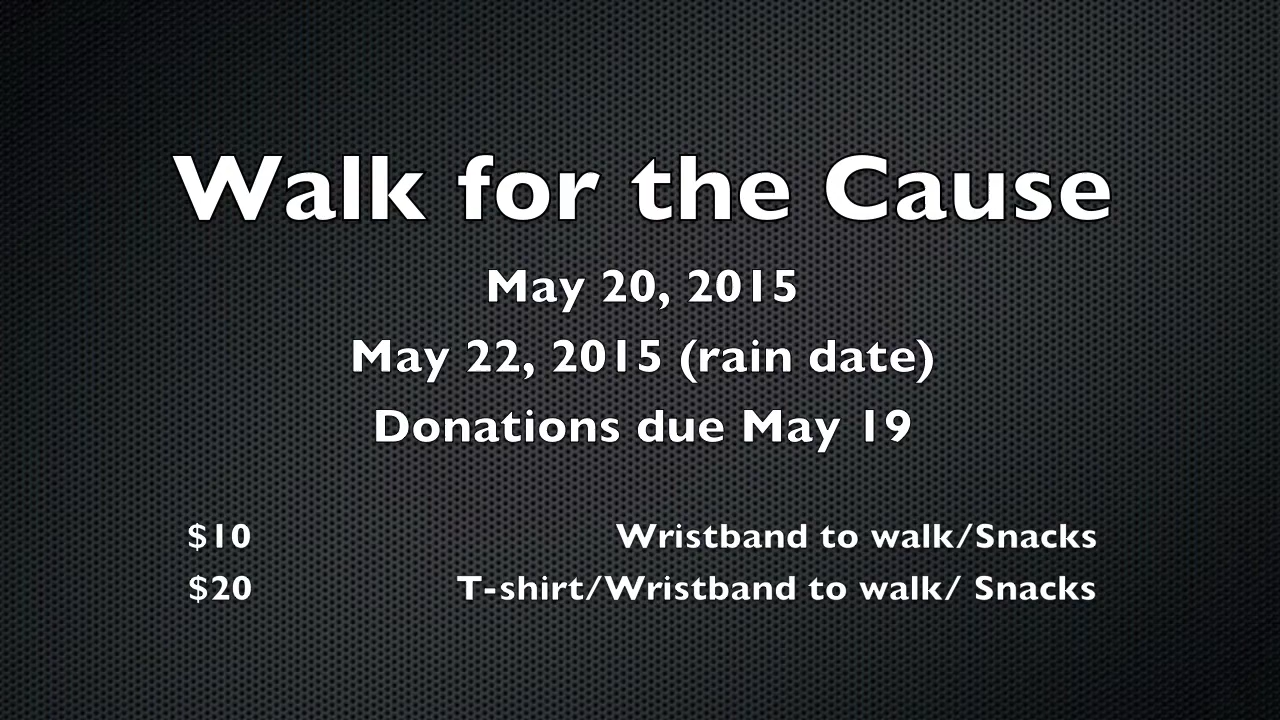 Walk for the Cause
May 20, 2015
May 22, 2015 (rain date)
Donations due May 19
$10 Wristband to walk/Snacks
$20 T-shirt/Wristband to walk/ Snacks